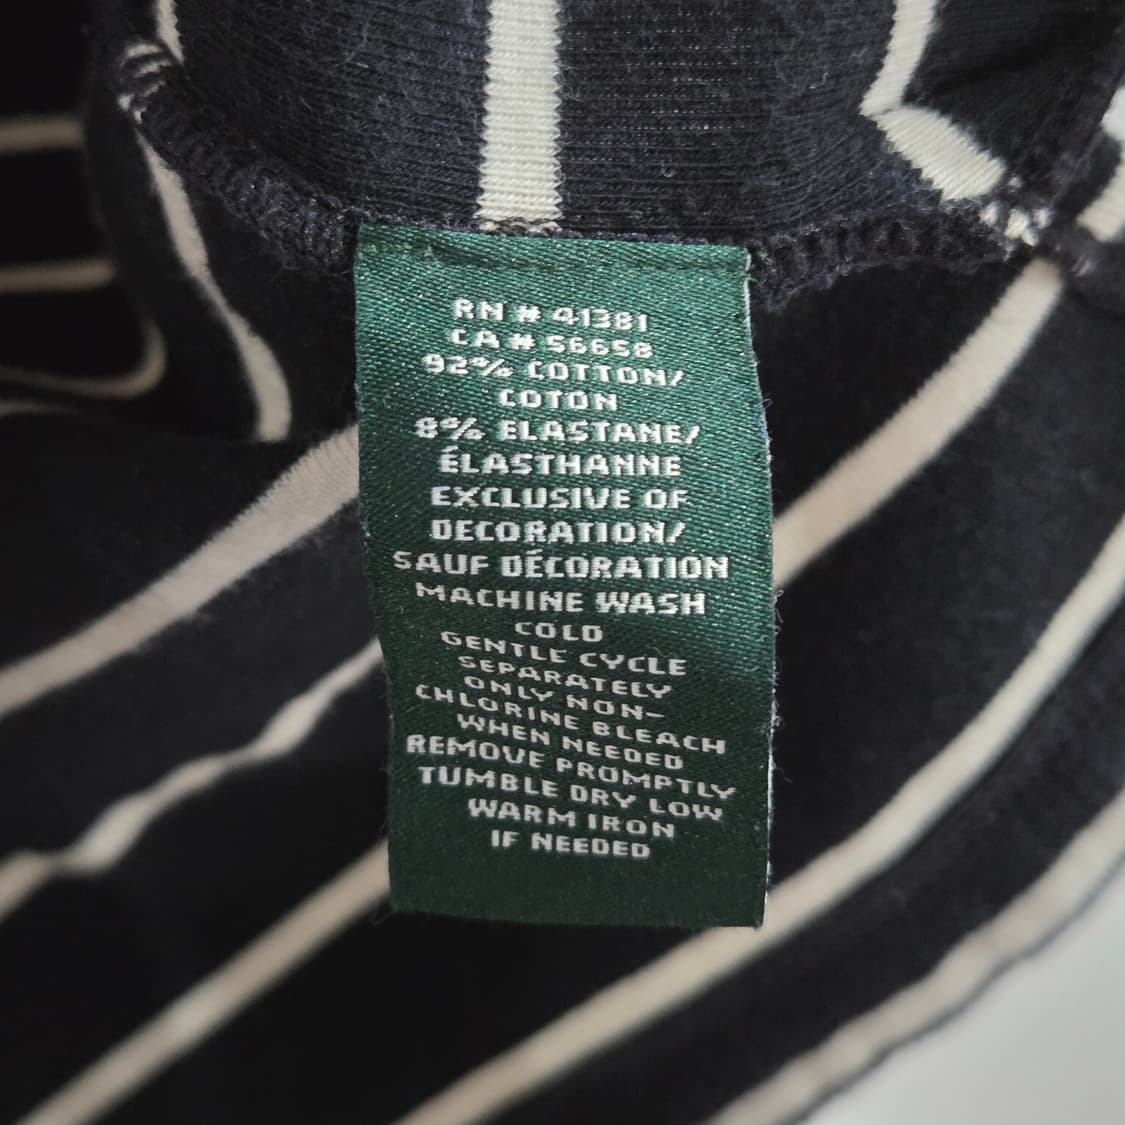 RN # 41381
CA # 56658
92% COTTON/
COTON
8% ELASTANE/
ÉLASTHANNE
EXCLUSIVE OF
DECORATION/
SAUF DÉCORATION
MACHINE WASH
COLD
GENTLE CYCLE
SEPARATELY
ONLY NON-
CHLORINE BLEACH
WHEN NEEDED
REMOVE PROMPTLY
TUMBLE DRY LOW
WARM IRON
IF NEEDED